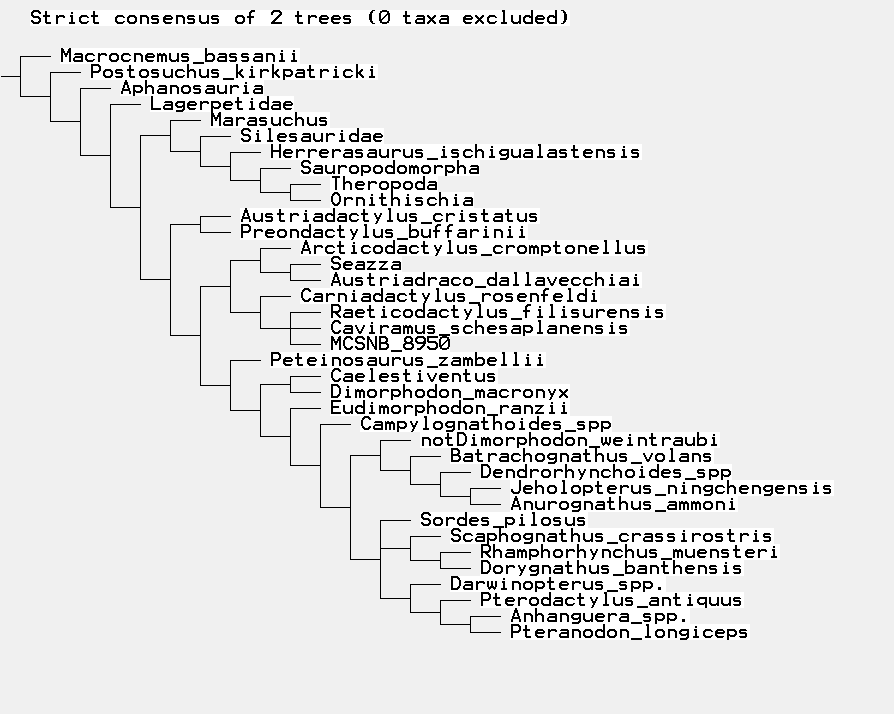 Strict consensus of 2 trees (0 taxa excluded)
Macrocnemus_bassanii
Postosuchus_kirkpatricki
Aphanosauria
Lagerpetidae
Marasuchus
Silesauridae
Herrerasaurus_ischigualastensis
Sauropodomorpha
Theropoda
Ornithischia
Austriadactylus_cristatus
Preondactylus_buffarinii
Arcticodactylus_cromptonellus
Seazza
Austriadraco_dallavecchiai
Carniadactylus_rosenfeldi
Raeticodactylus_filisurensis
Caviramus_schesaplanensis
MCSNB_8950
Peteinosaurus_zambellii
Caelestiventus
Dimorphodon_macronyx
Eudimorphodon_ranzii
Campylognathoides_spp
notDimorphodon_weintraubi
Batrachognathus_volans
Dendrorhynchoides_spp
Jeholopterus_ningchengensis
Anurognathus_ammoni
Sordes_pilosus
Scaphognathus_crassirostris
Rhamphorhynchus_muensteri
Dorygnathus_banthensis
Darwinopterus_spp.
Pterodactylus_antiquus
Anhanguera_spp.
Pteranodon_longiceps